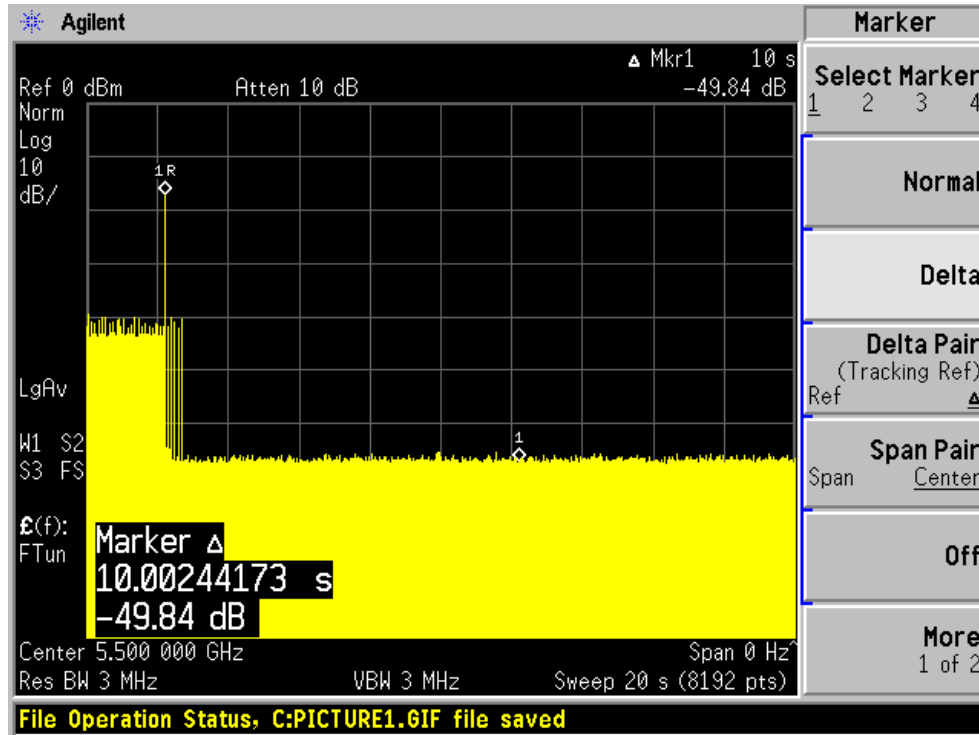 Agilent
Marker
Δ Mkr1 10 s
Ref 0 dBm Atten 10 dB -49.84 dB
Norm
Log
10
dB/
1R
LgAv
1
W1 S2
S3 FS
£(f):
FTun
Marker Δ
10.00244173 s
-49.84 dB
Center 5.500 000 GHz Span 0 Hz^
Res BW 3 MHz VBW 3 MHz Sweep 20 s (8192 pts)
File Operation Status, C:PICTURE1.GIF file saved
Select Marker
1 2 3 4
Normal
Delta
Delta Pair
(Tracking Ref)
Ref Δ
Span Pair
Span Center
Off
More
1 of 2